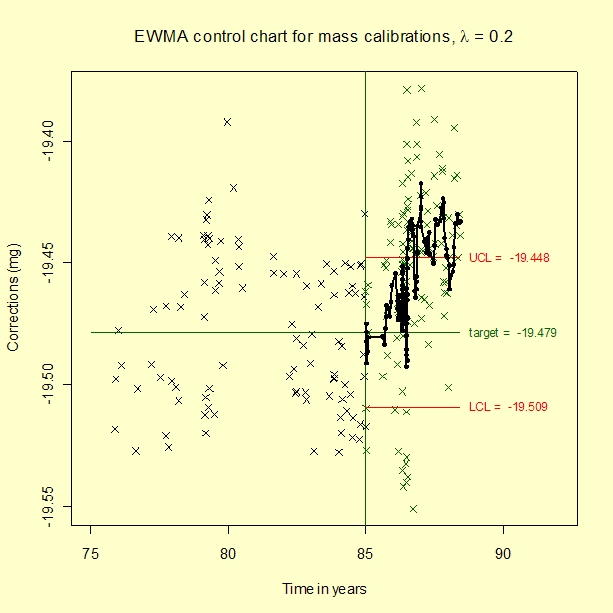 EWMA control chart for mass calibrations, λ = 0.2
Corrections (mg)
-19.40
-19.45
-19.50
-19.55
UCL = -19.448
target = -19.479
LCL = -19.509
75 80 85 90
Time in years